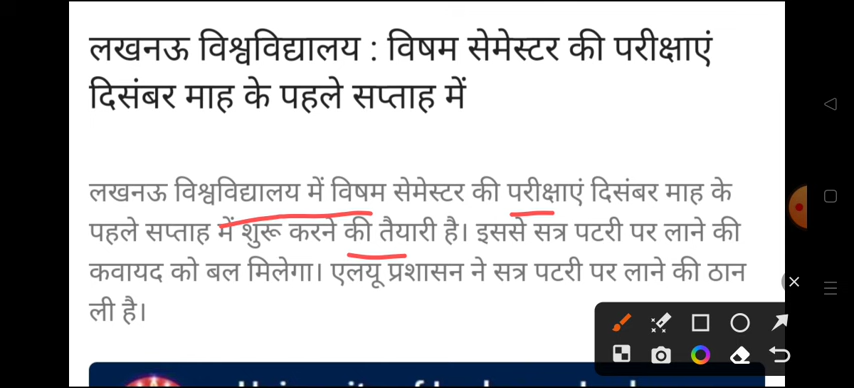 लखनऊ विश्वविद्यालय : विषम सेमेस्टर की परीक्षाएं
दिसंबर माह के पहले सप्ताह में
लखनऊ विश्वविद्यालय में विषम सेमेस्टर की परीक्षाएं दिसंबर माह के
पहले सप्ताह में शुरू करने की तैयारी है। इससे सत्र पटरी पर लाने की
कवायद को बल मिलेगा। एलयू प्रशासन ने सत्र पटरी पर लाने की ठान
ली है।